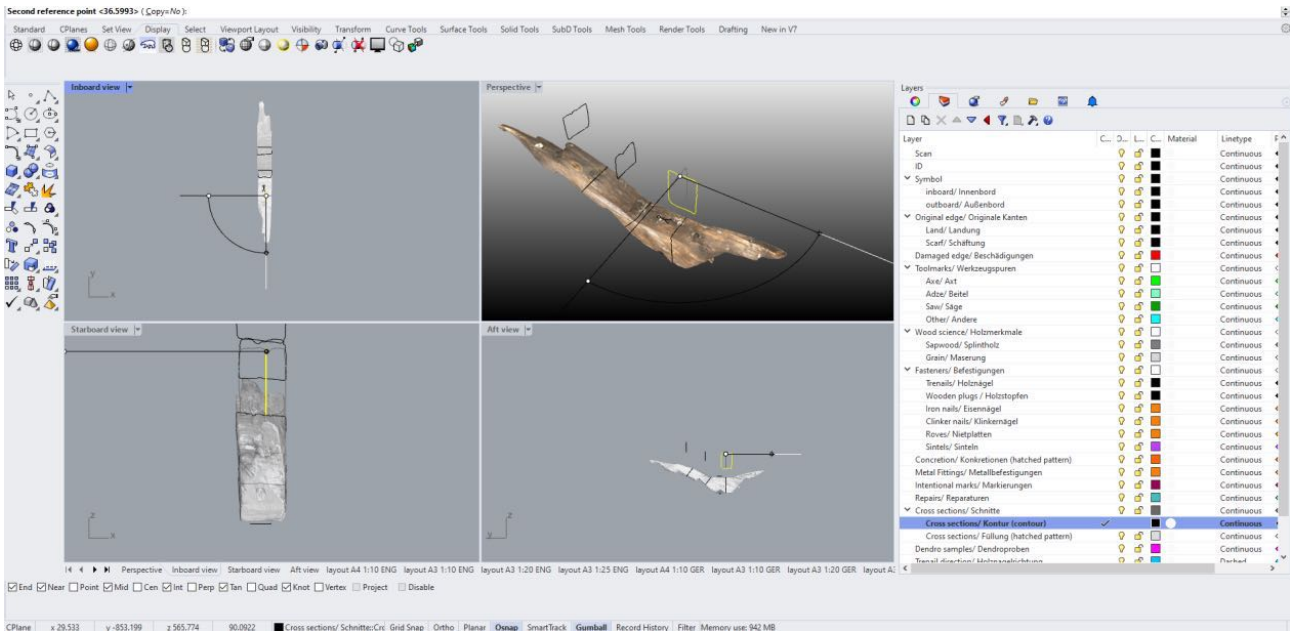 Second reference point <36.5993> ( Copy=No ):
Standard CPlanes Set View Display Select Viewport Layout Visibility Transform Curve Tools Surface Tools Solid Tools SubD Tools Mesh Tools Render Tools Drafting New in V7
Inboard view
Perspective
y
x
Starboard view
Aft view
z
x
z
y
Layers
Layer C... O... L... C... Material Linetype
Scan Continuous
ID Continuous
Symbol Continuous
inboard/ Innenbord Continuous
outboard/ Außenbord Continuous
Original edge/ Originale Kanten Continuous
Land/ Landung Continuous
Scarf/ Schäftung Continuous
Damaged edge/ Beschädigungen Continuous
Toolmarks/ Werkzeugspuren Continuous
Axe/ Axt Continuous
Adze/ Beitel Continuous
Saw/ Säge Continuous
Other/ Andere Continuous
Wood science/ Holzmerkmale Continuous
Sapwood/ Splintholz Continuous
Grain/ Maserung Continuous
Fasteners/ Befestigungen Continuous
Trenails/ Holznägel Continuous
Wooden plugs / Holzstopfen Continuous
Iron nails/ Eisennägel Continuous
Clinker nails/ Klinkernägel Continuous
Roves/ Nietplatten Continuous
Sintels/ Sinteln Continuous
Concretion/ Konkretionen (hatched pattern) Continuous
Metal Fittings/ Metallbefestigungen Continuous
Intentional marks/ Markierungen Continuous
Repairs/ Reparaturen Continuous
Cross sections/ Schnitte Continuous
Cross sections/ Kontur (contour) Continuous
Cross sections/ Füllung (hatched pattern) Continuous
Dendro samples/ Dendroproben Continuous
Trenail direction/ Holznagelrichtung Dashed
Perspective Inboard view Starboard view Aft view layout A4 1:10 ENG layout A3 1:10 ENG layout A3 1:20 ENG layout A3 1:25 ENG layout A4 1:10 GER layout A3 1:10 GER layout A3 1:20 GER layout A:
End Near Point Mid Cen Int Perp Tan Quad Knot Vertex Project Disable
CPlane x 29.533 y -853.199 z 565.774 90.0922 Cross sections/ Schnitte::Cro Grid Snap Ortho Planar Osnap SmartTrack Gumball Record History Filter Memory use: 942 MB